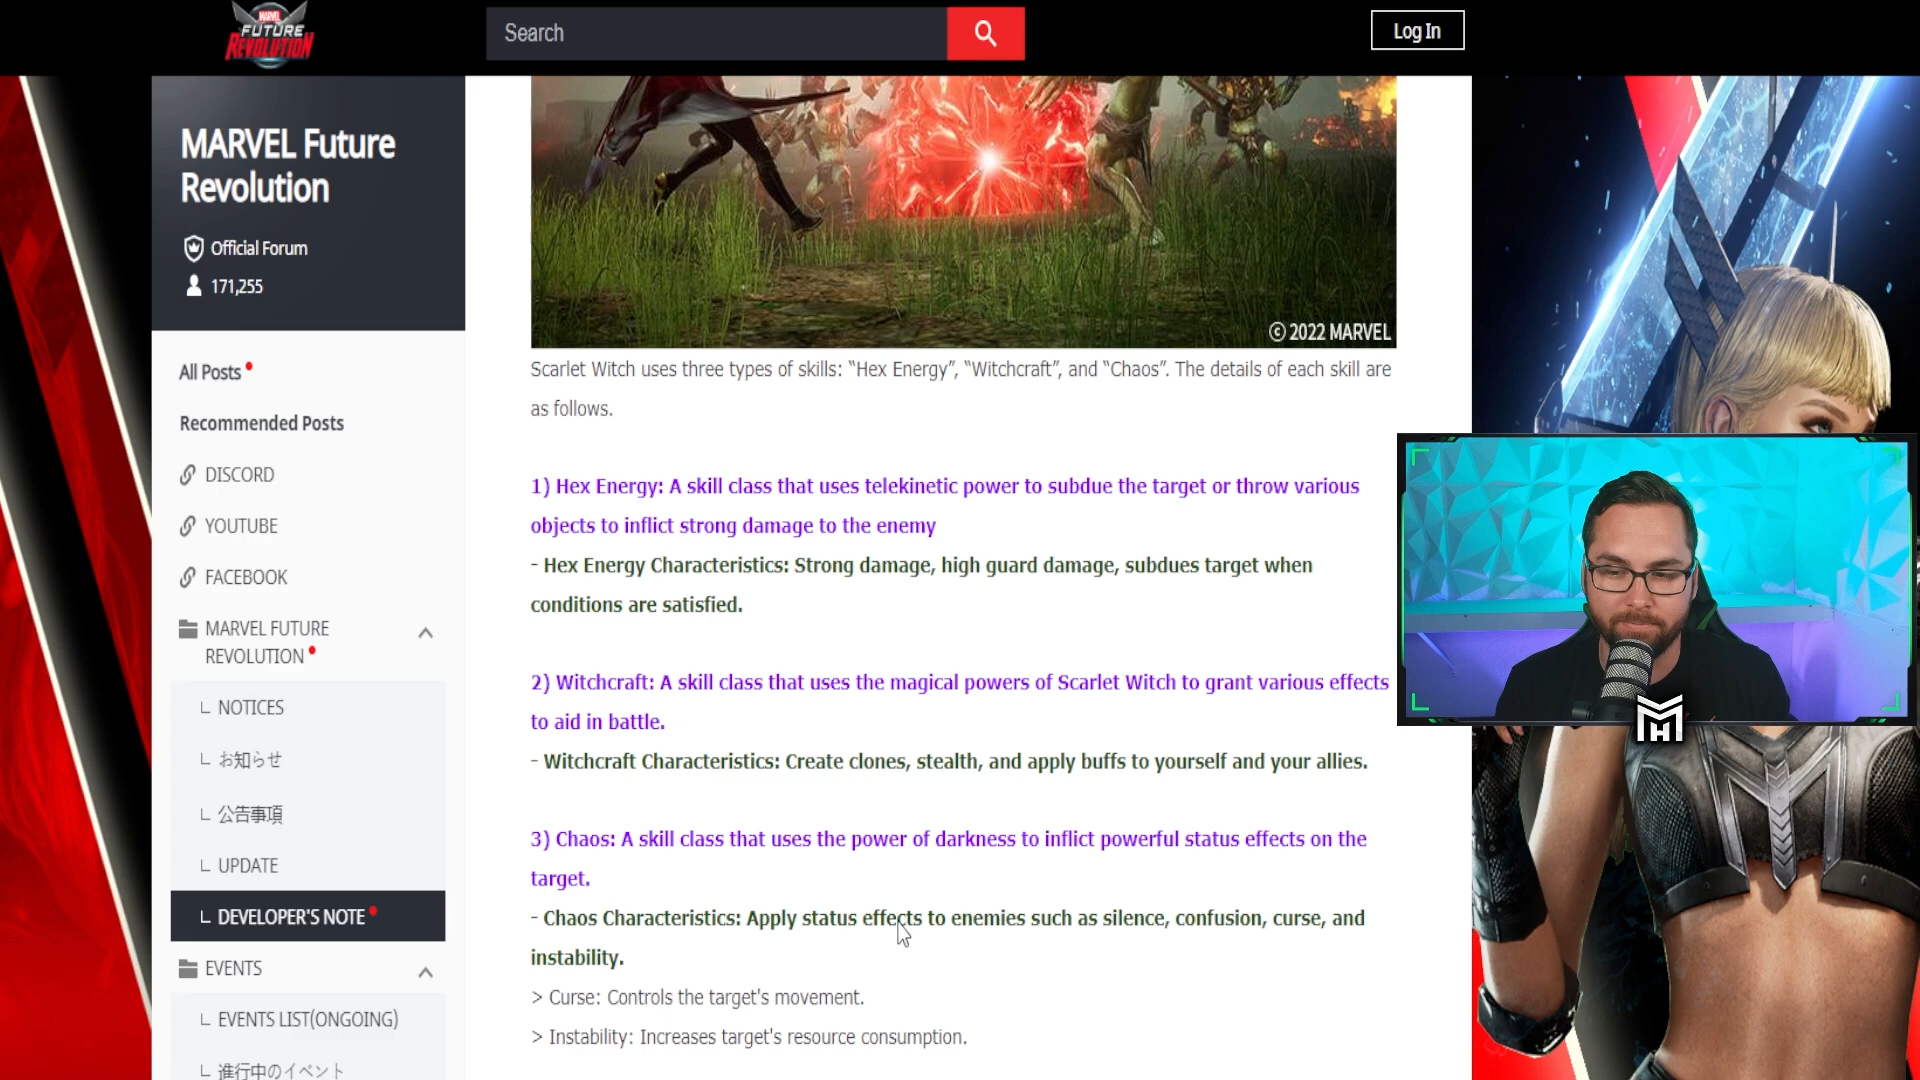 MARVEL
FUTURE
REVOLUTION
Search
Log In
MARVEL Future
Revolution
Official Forum
171,255
All Posts
Recommended Posts
DISCORD
YOUTUBE
FACEBOOK
MARVEL FUTURE
REVOLUTION
NOTICES
お知らせ
公告事項
UPDATE
DEVELOPER'S NOTE
EVENTS
EVENTS LIST(ONGOING)
進行中のイベント
© 2022 MARVEL
Scarlet Witch uses three types of skills: “Hex Energy”, “Witchcraft”, and “Chaos”. The details of each skill are
as follows.
1) Hex Energy: A skill class that uses telekinetic power to subdue the target or throw various
objects to inflict strong damage to the enemy
- Hex Energy Characteristics: Strong damage, high guard damage, subdues target when
conditions are satisfied.
2) Witchcraft: A skill class that uses the magical powers of Scarlet Witch to grant various effects
to aid in battle.
- Witchcraft Characteristics: Create clones, stealth, and apply buffs to yourself and your allies.
3) Chaos: A skill class that uses the power of darkness to inflict powerful status effects on the
target.
- Chaos Characteristics: Apply status effects to enemies such as silence, confusion, curse, and
instability.
> Curse: Controls the target's movement.
> Instability: Increases target's resource consumption.